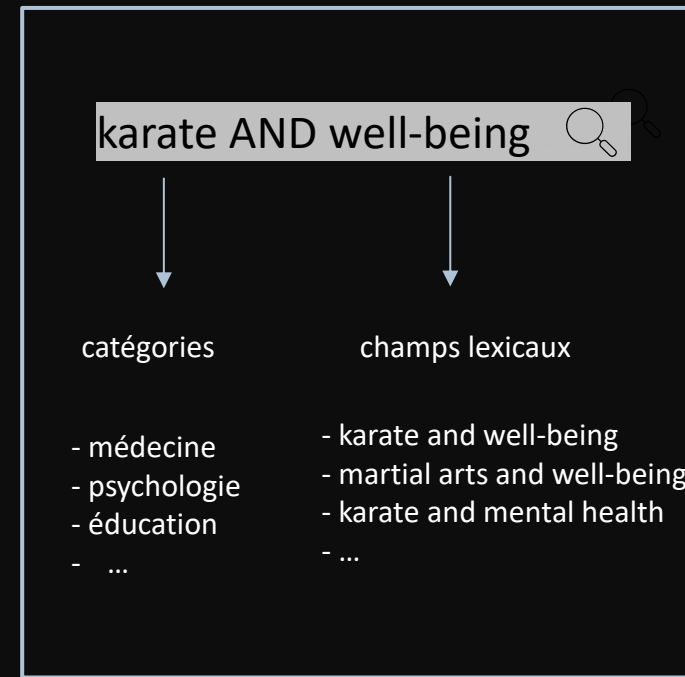 karate AND well-being
catégories
champs lexicaux
- médecine
- psychologie
- éducation
- ...
- karate and well-being
- martial arts and well-being
- karate and mental health
- ...